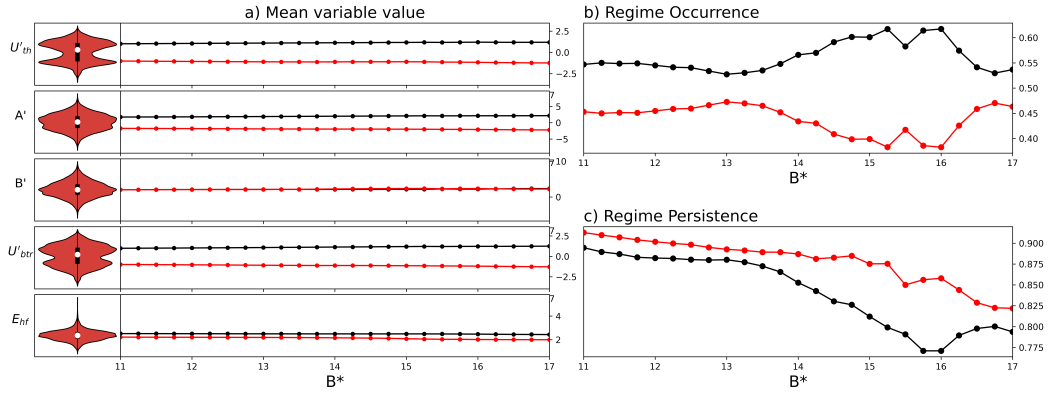 a) Mean variable value
U'th
2.5
0.0
−2.5
A'
7
5
0
−5
B'
7
10
0
U'btr
7
2.5
0.0
−2.5
Ehf
7
4
2
11 12 13 14 15 16 17
B*
b) Regime Occurrence
0.60
0.55
0.50
0.45
0.40
11 12 13 14 15 16 17
B*
c) Regime Persistence
0.900
0.875
0.850
0.825
0.800
0.775
11 12 13 14 15 16 17
B*